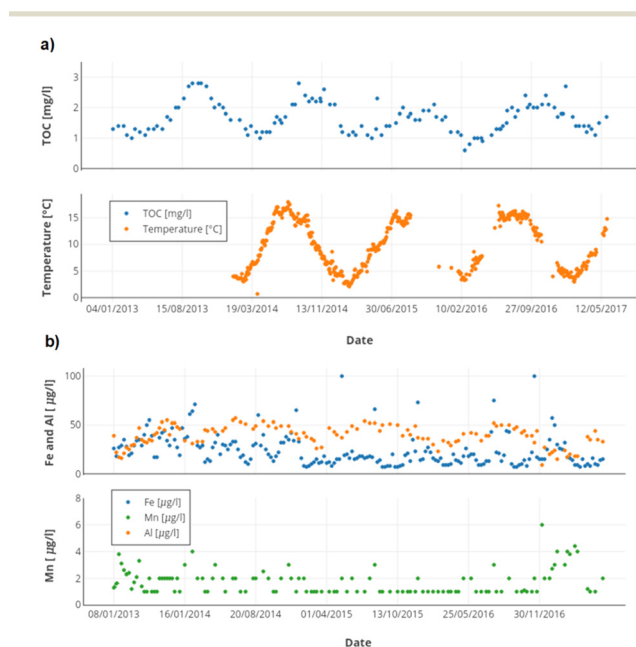 a)
TOC [mg/l]
3
2
1
0
Temperature [°C]
15
10
5
0
TOC [mg/l]
Temperature [°C]
04/01/2013 15/08/2013 19/03/2014 13/11/2014 30/06/2015 10/02/2016 27/09/2016 12/05/2017
Date
b)
Fe and Al [ µg/l]
100
50
0
Mn [ µg/l]
8
6
4
2
0
Fe [µg/l]
Mn [µg/l]
Al [µg/l]
08/01/2013 16/01/2014 20/08/2014 01/04/2015 13/10/2015 25/05/2016 30/11/2016
Date